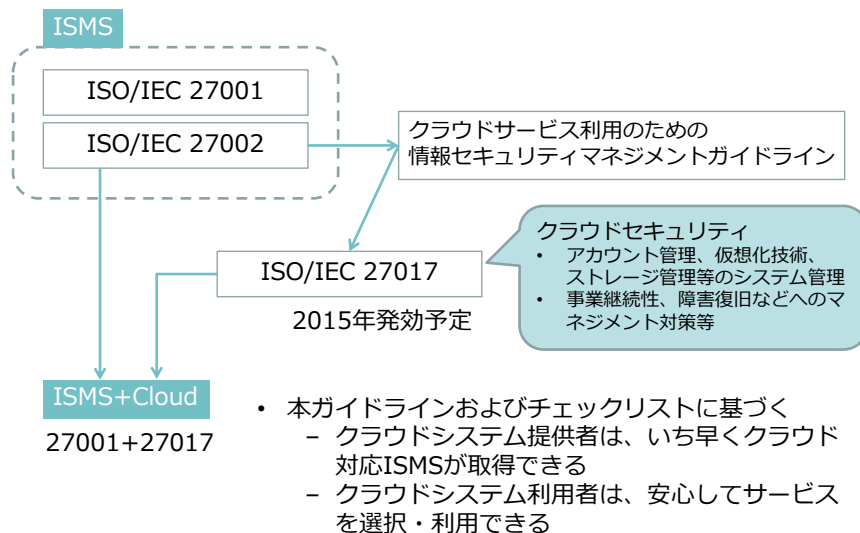 ISMS
ISO/IEC 27001
ISO/IEC 27002
クラウドサービス利用のための
情報セキュリティマネジメントガイドライン
ISO/IEC 27017
2015年発効予定
クラウドセキュリティ
• アカウント管理、仮想化技術、
ストレージ管理等のシステム管理
• 事業継続性、障害復旧などへのマ
ネジメント対策等
ISMS+Cloud
27001+27017
• 本ガイドラインおよびチェックリストに基づく
– クラウドシステム提供者は、いち早くクラウド
対応ISMSが取得できる
– クラウドシステム利用者は、安心してサービス
を選択・利用できる